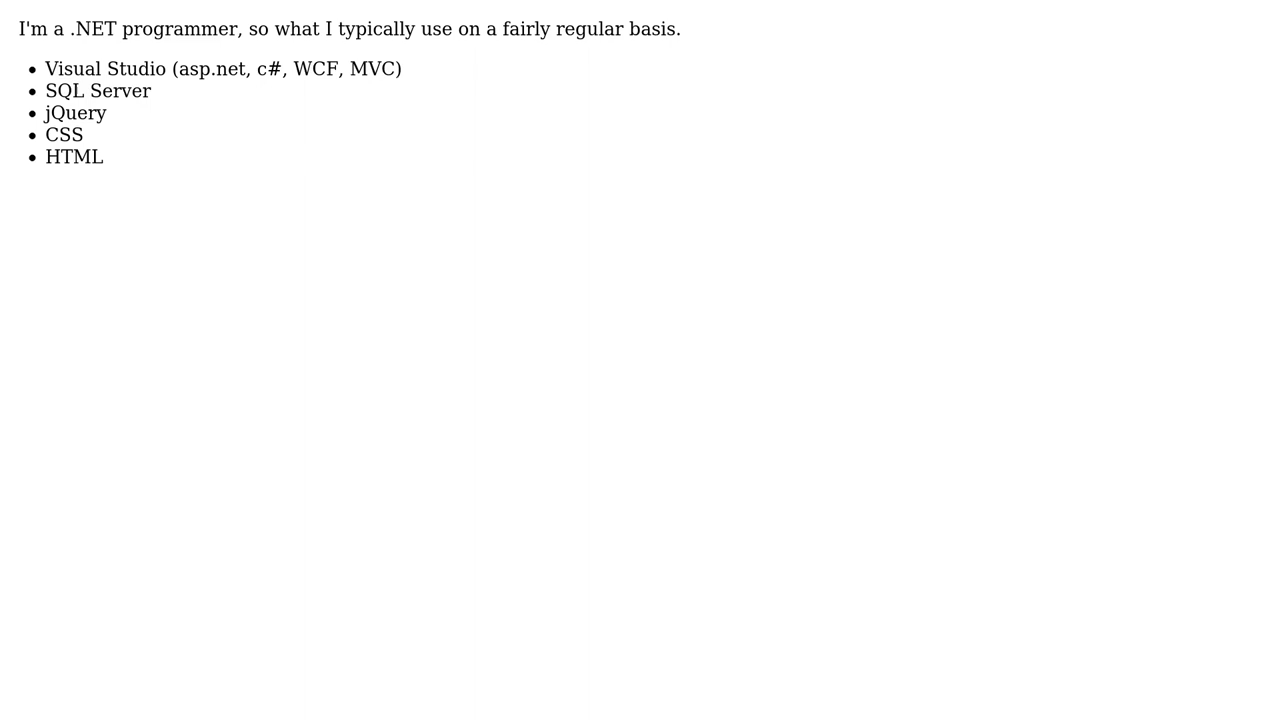 I'm a .NET programmer, so what I typically use on a fairly regular basis.
• Visual Studio (asp.net, c#, WCF, MVC)
• SQL Server
• jQuery
• CSS
• HTML